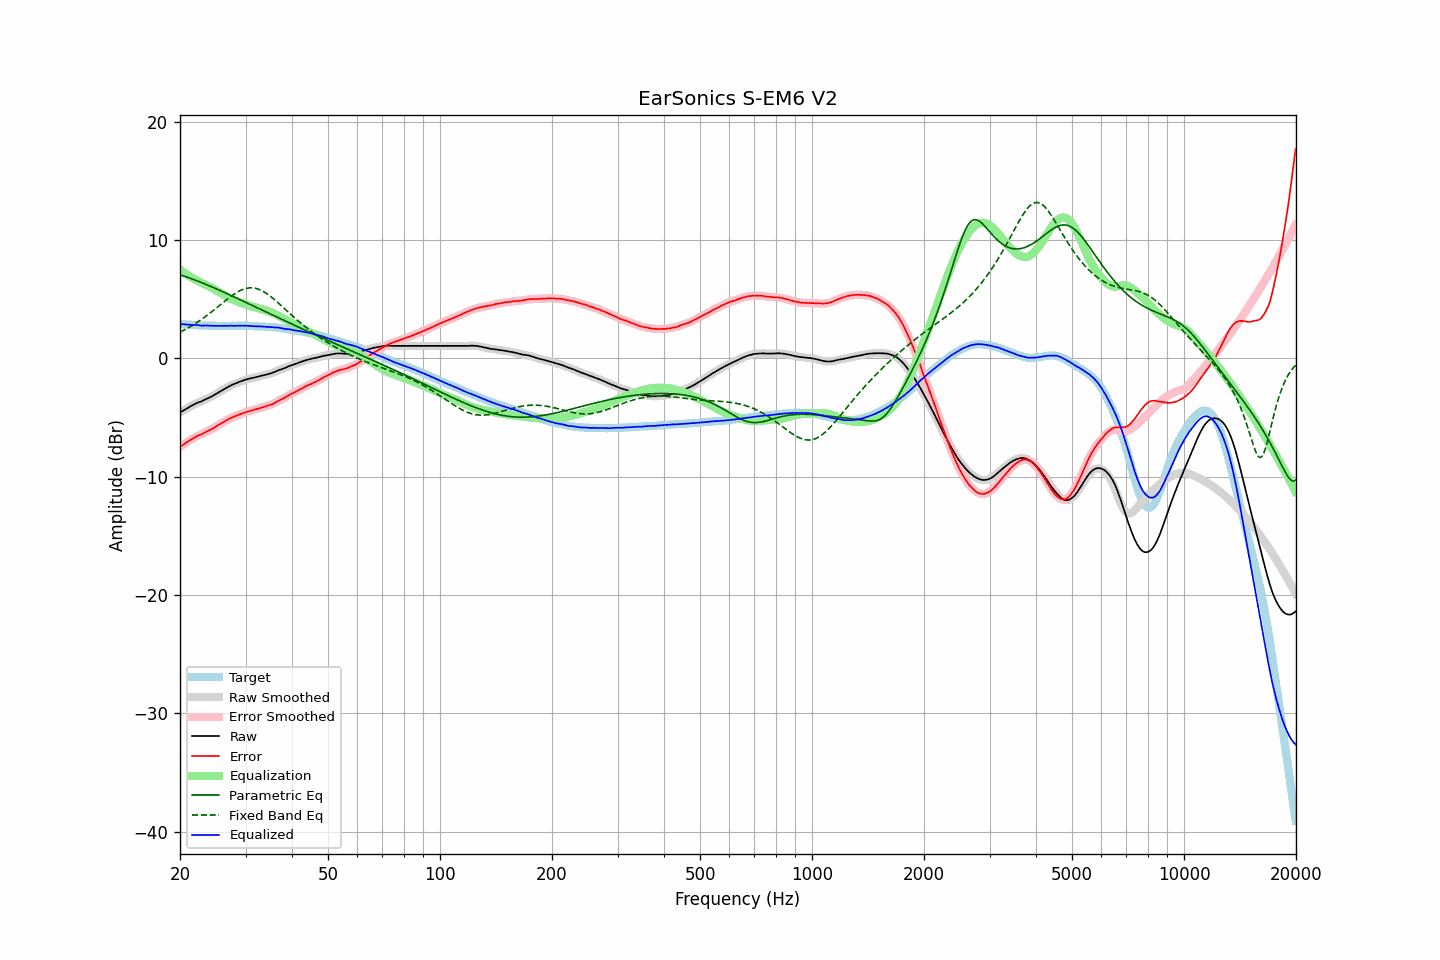 EarSonics S-EM6 V2
Amplitude (dBr)
20
10
0
−10
−20
−30
−40
Target
Raw Smoothed
Error Smoothed
Raw
Error
Equalization
Parametric Eq
Fixed Band Eq
Equalized
20 50 100 200 500 1000 2000 5000 10000 20000
Frequency (Hz)